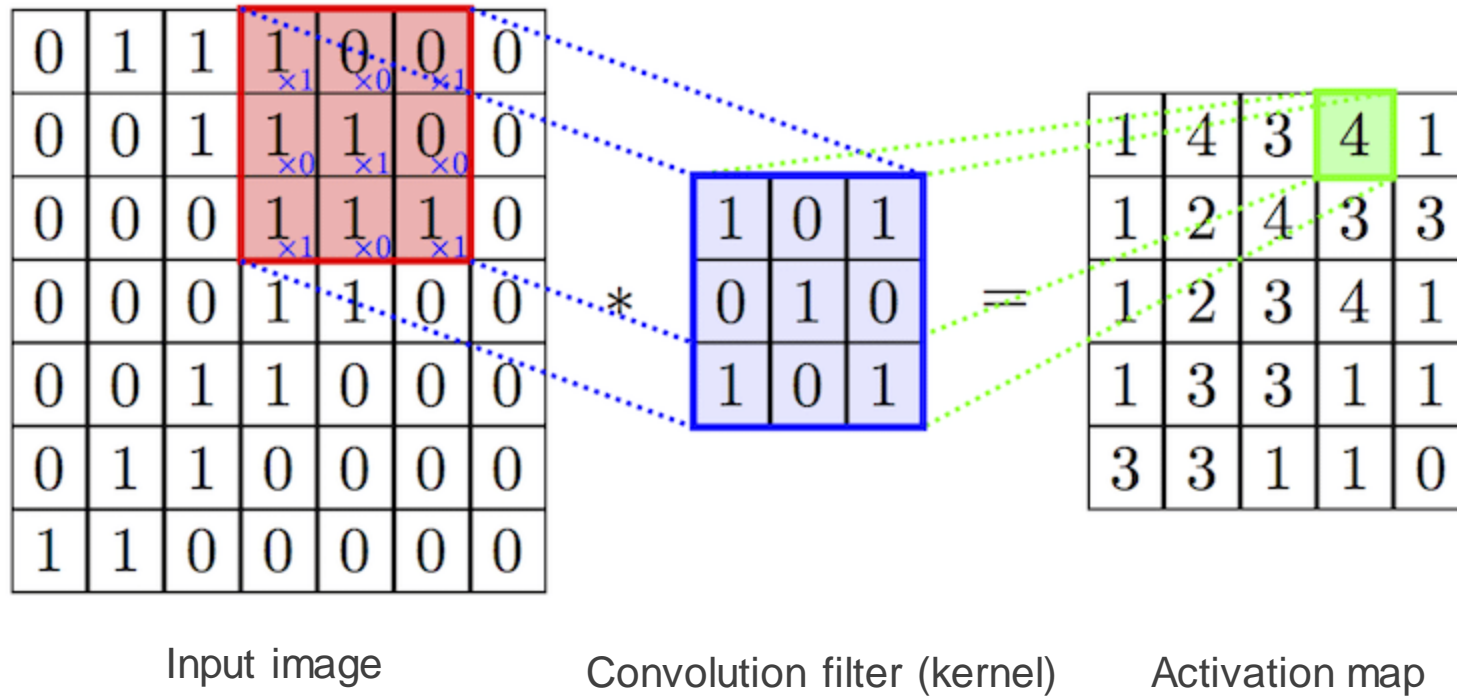 0 1 1 1 0 0 0
×1 ×0 ×1
0 0 1 1 1 0 0 1 4 3 4 1
×0 ×1 ×0
0 0 0 1 1 1 0 1 0 1 1 2 4 3 3
×1 ×0 ×1
0 0 0 1 1 0 0 * 0 1 0 = 1 2 3 4 1
0 0 1 1 0 0 0 1 0 1 1 3 3 1 1
0 1 1 0 0 0 0 3 3 1 1 0
1 1 0 0 0 0 0
Input image Convolution filter (kernel) Activation map